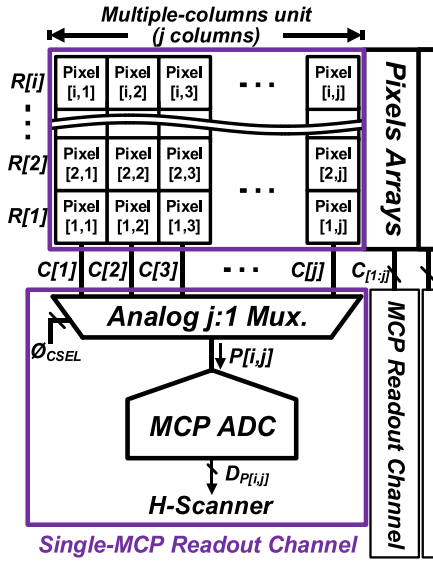 Multiple-columns unit
(j columns)
R[i]
Pixel [i,1]
Pixel [i,2]
Pixel [i,3]
Pixel [i,j]
R[2]
Pixel [2,1]
Pixel [2,2]
Pixel [2,3]
Pixel [2,j]
R[1]
Pixel [1,1]
Pixel [1,2]
Pixel [1,3]
Pixel [1,j]
Pixels Arrays
C[1]
C[2]
C[3]
C[j]
C[1:j]
Analog j:1 Mux.
ØCSEL
P[i,j]
MCP ADC
DP[i,j]
H-Scanner
MCP Readout Channel
Single-MCP Readout Channel